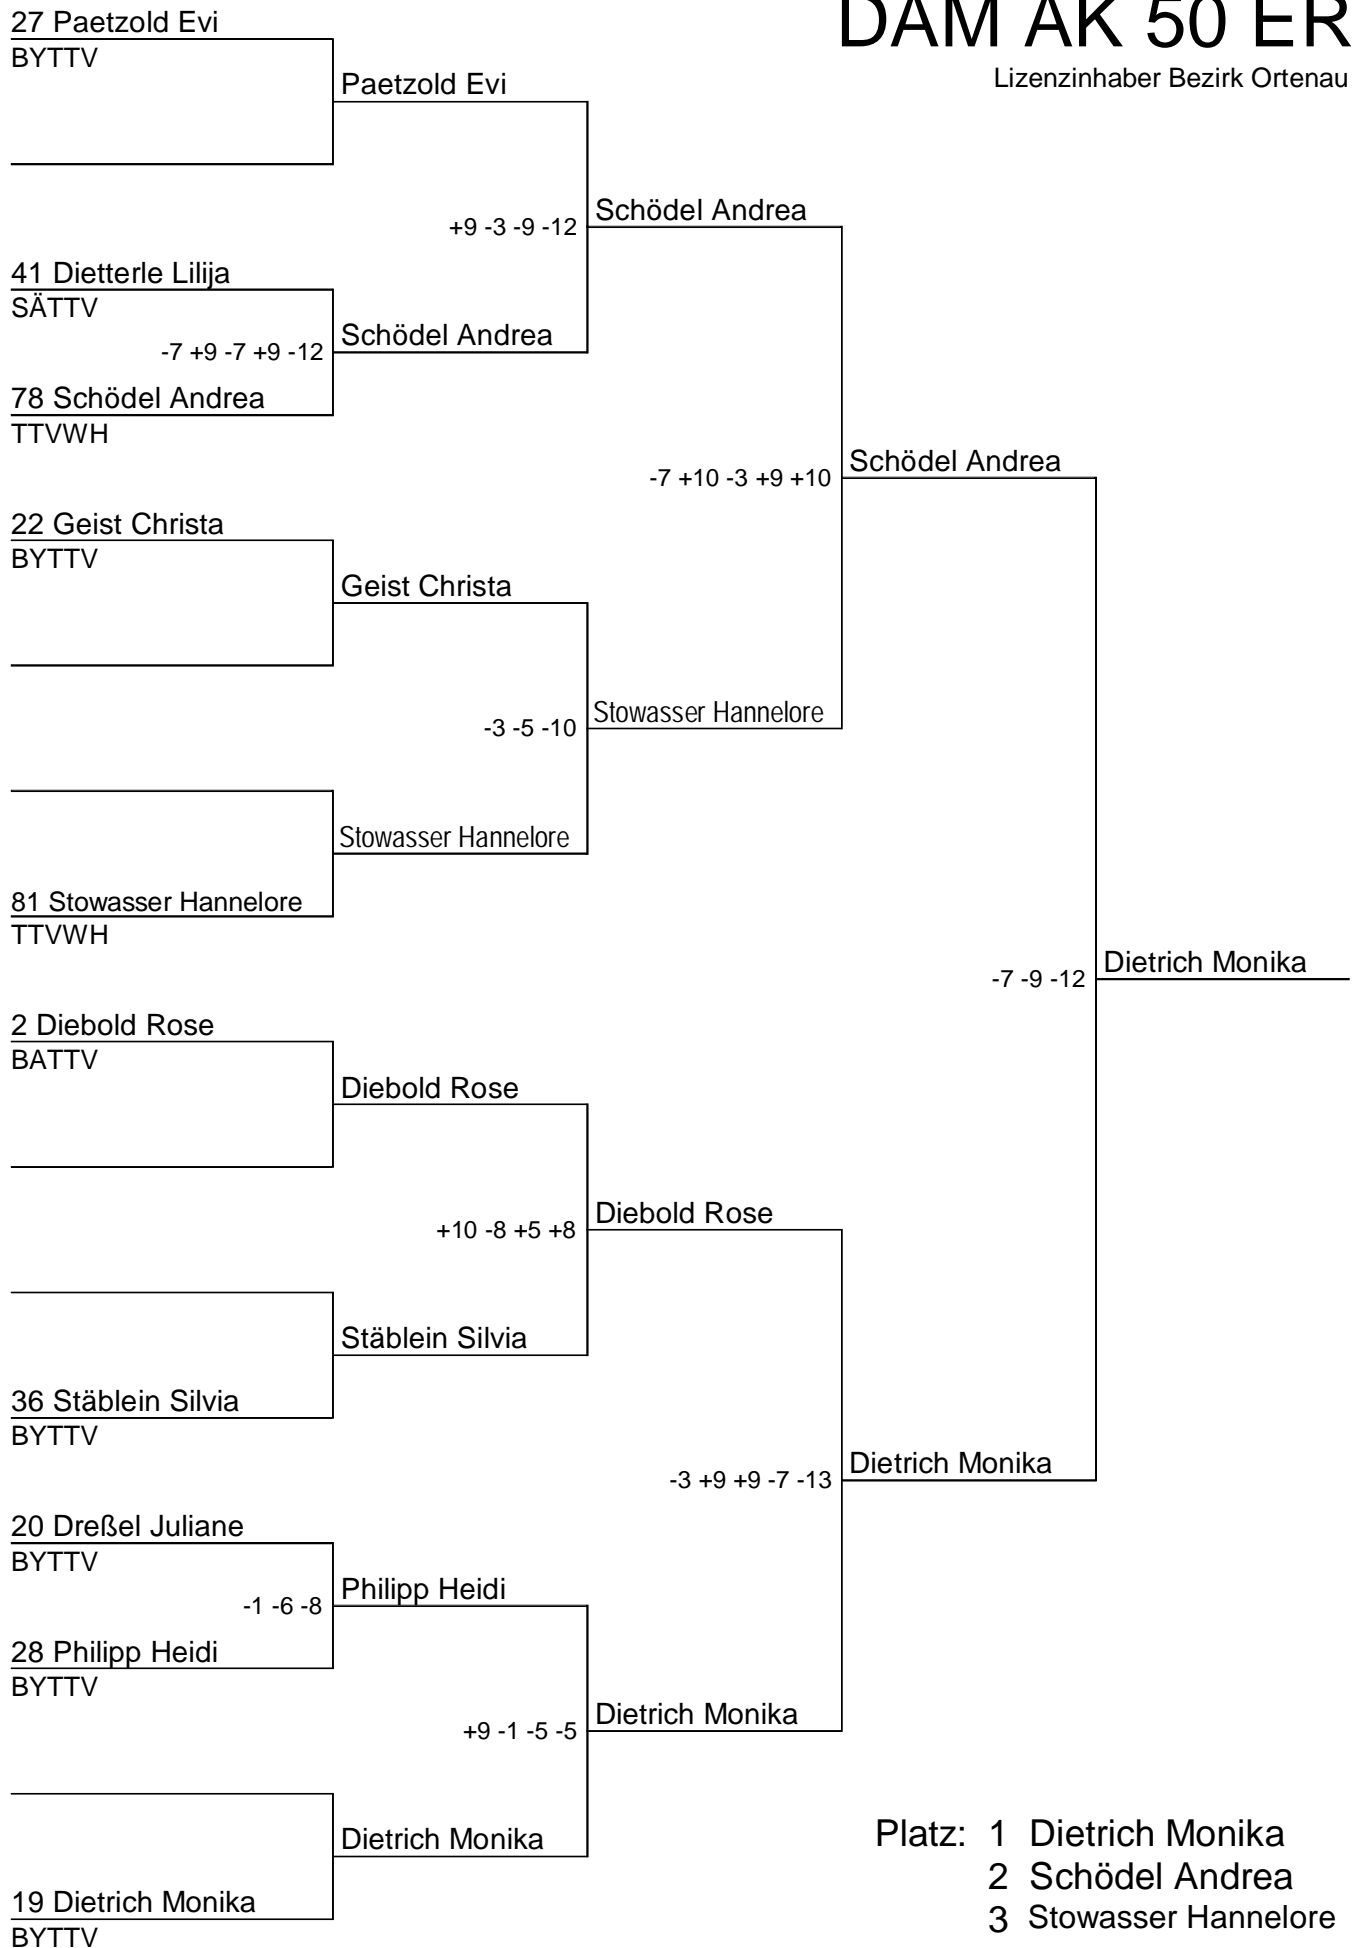 DAM AK 50 ER
Lizenzinhaber Bezirk Ortenau
27 Paetzold Evi
BYTTV
Paetzold Evi
+9 -3 -9 -12
Schödel Andrea
41 Dietterle Lilija
SÄTTV
-7 +9 -7 +9 -12
Schödel Andrea
78 Schödel Andrea
TTVWH
-7 +10 -3 +9 +10
Schödel Andrea
22 Geist Christa
BYTTV
Geist Christa
-3 -5 -10
Stowasser Hannelore
Stowasser Hannelore
81 Stowasser Hannelore
TTVWH
-7 -9 -12
Dietrich Monika
2 Diebold Rose
BATTV
Diebold Rose
+10 -8 +5 +8
Diebold Rose
Stäblein Silvia
36 Stäblein Silvia
BYTTV
-3 +9 +9 -7 -13
Dietrich Monika
20 Dreßel Juliane
BYTTV
-1 -6 -8
Philipp Heidi
28 Philipp Heidi
BYTTV
+9 -1 -5 -5
Dietrich Monika
Dietrich Monika
19 Dietrich Monika
BYTTV
Platz: 1 Dietrich Monika
2 Schödel Andrea
3 Stowasser Hannelore